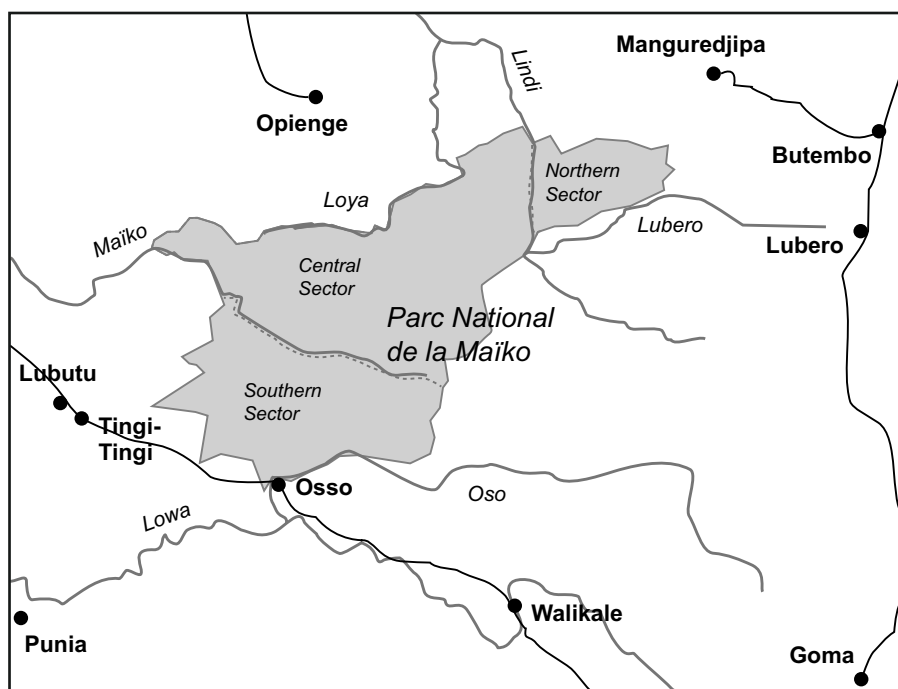 Manguredjipa
Lindi
Opienge
Butembo
Northern
Sector
Loya
Lubero
Lubero
Maïko
Central
Sector
Parc National
de la Maïko
Lubutu
Southern
Sector
Tingi-
Tingi
Osso
Oso
Lowa
Walikale
Punia
Goma